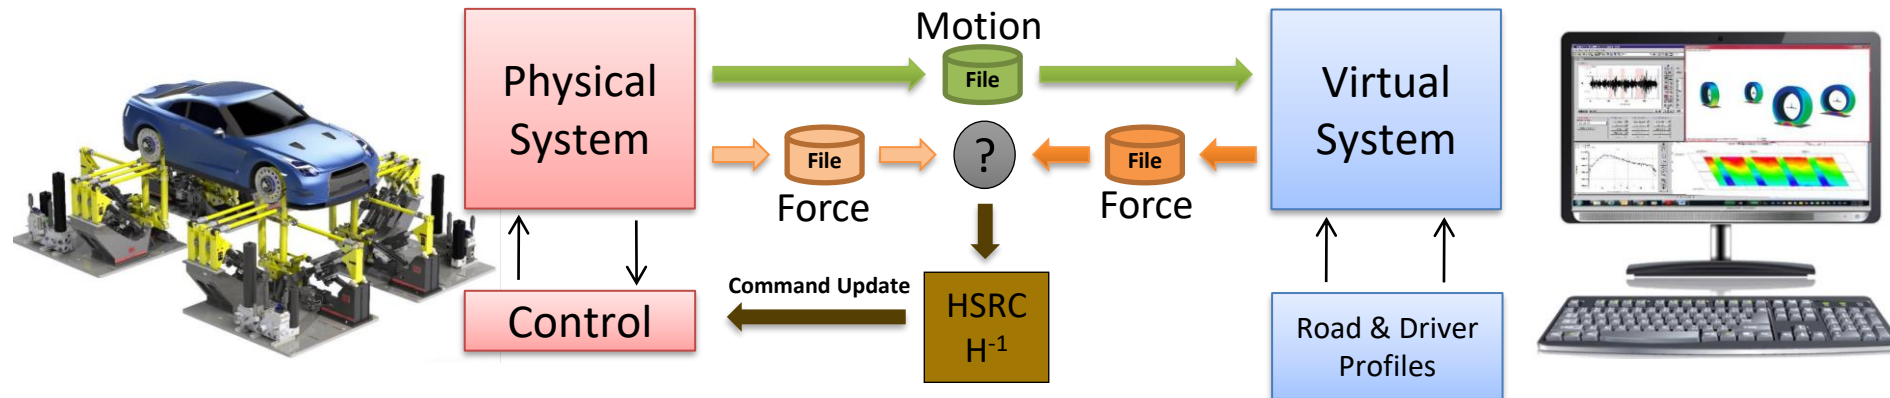 Motion
File
Physical
System
Virtual
System
File
?
File
Force
Force
Command Update
Control
HSRC
H⁻¹
Road & Driver
Profiles